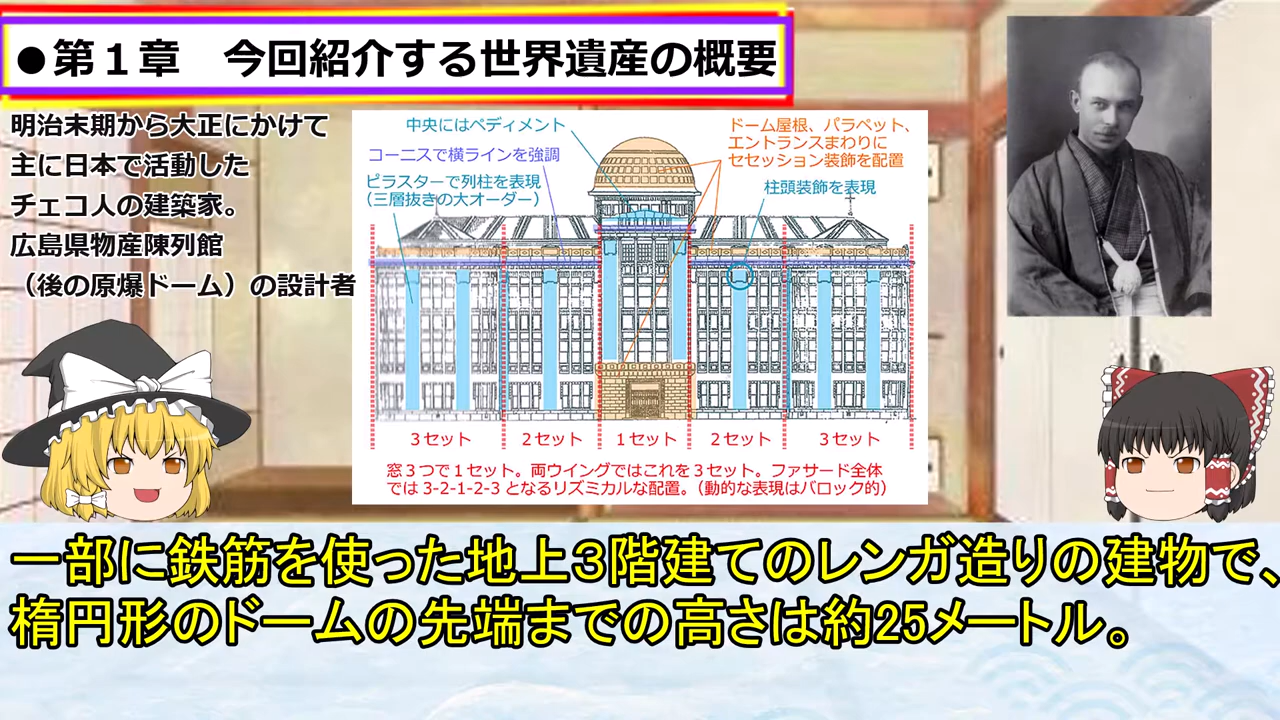 ●第１章　今回紹介する世界遺産の概要
明治末期から大正にかけて
主に日本で活動した
チェコ人の建築家。
広島県物産陳列館
（後の原爆ドーム）の設計者
中央にはペディメント
コーニスで横ラインを強調
ピラスターで列柱を表現
（三層抜きの大オーダー）
ドーム屋根、パラペット、
エントランスまわりに
セセッション装飾を配置
柱頭装飾を表現
３セット
２セット
１セット
２セット
３セット
窓３つで１セット。両ウイングではこれを３セット。ファサード全体
では 3-2-1-2-3 となるリズミカルな配置。（動的な表現はバロック的）
一部に鉄筋を使った地上３階建てのレンガ造りの建物で、
楕円形のドームの先端までの高さは約25メートル。